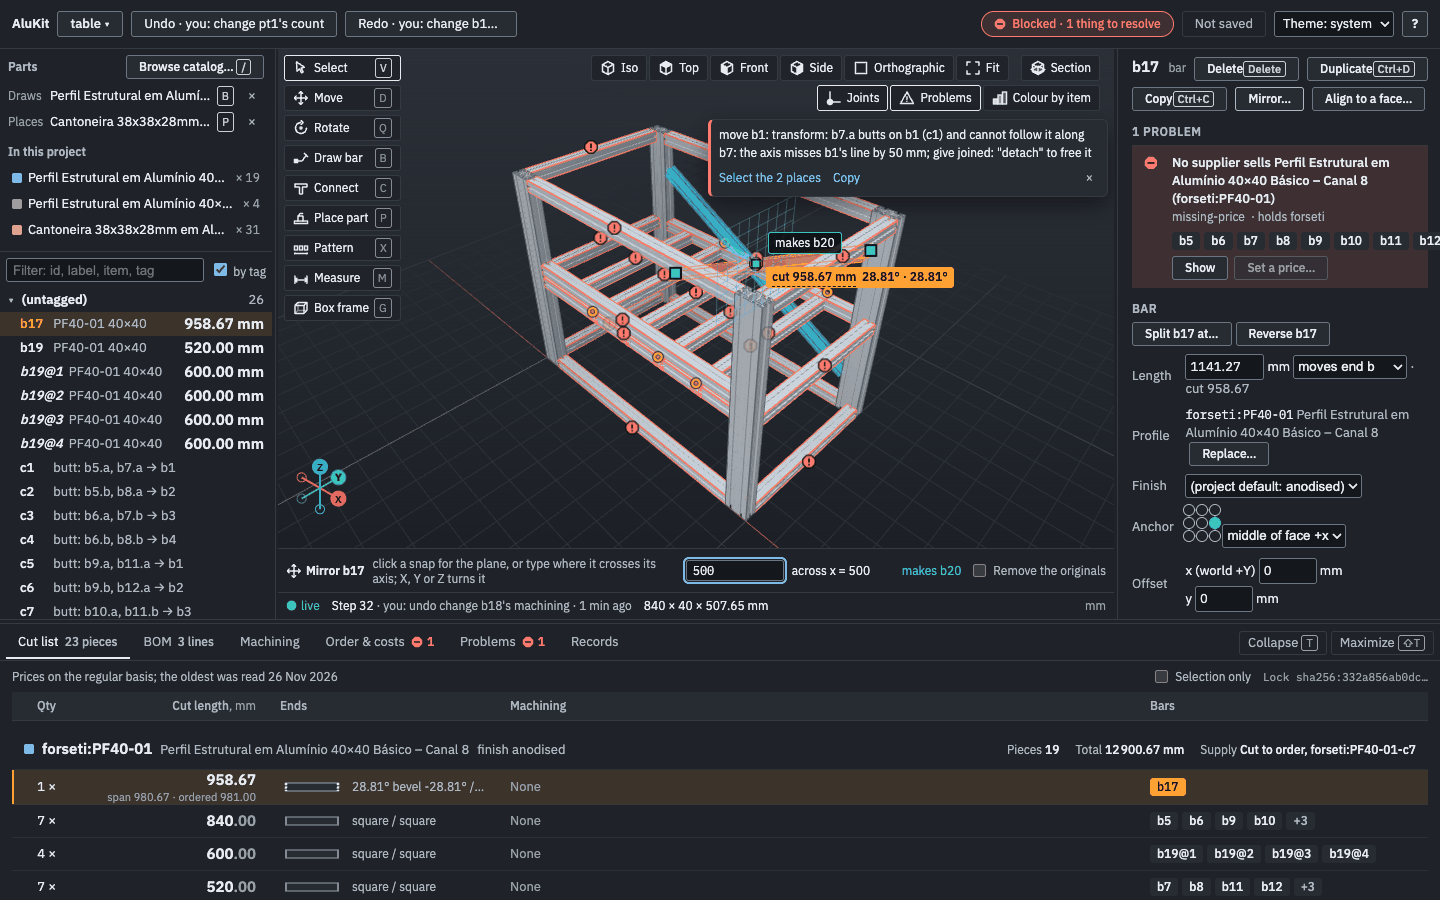 AluKit
table ▾
Undo · you: change pt1's count
Redo · you: change b1...
Blocked · 1 thing to resolve
Not saved
Theme: system
?
Parts
Browse catalog... /
Draws Perfil Estrutural em Alumí... B ×
Places Cantoneira 38x38x28mm... P ×
In this project
Perfil Estrutural em Alumínio 40... × 19
Perfil Estrutural em Alumínio 40×... × 4
Cantoneira 38x38x28mm em Al... × 31
Filter: id, label, item, tag
by tag
(untagged) 26
b17 PF40-01 40×40 958.67 mm
b19 PF40-01 40×40 520.00 mm
b19@1 PF40-01 40×40 600.00 mm
b19@2 PF40-01 40×40 600.00 mm
b19@3 PF40-01 40×40 600.00 mm
b19@4 PF40-01 40×40 600.00 mm
c1 butt: b5.a, b7.a → b1
c2 butt: b5.b, b8.a → b2
c3 butt: b6.a, b7.b → b3
c4 butt: b6.b, b8.b → b4
c5 butt: b9.a, b11.a → b1
c6 butt: b9.b, b12.a → b2
c7 butt: b10.a, b11.b → b3
Select V
Move D
Rotate Q
Draw bar B
Connect C
Place part P
Pattern X
Measure M
Box frame G
Iso
Top
Front
Side
Orthographic
Fit
Section
Joints
Problems
Colour by item
move b1: transform: b7.a butts on b1 (c1) and cannot follow it along
b7: the axis misses b1's line by 50 mm; give joined: "detach" to free it
Select the 2 places Copy ×
makes b20
cut 958.67 mm 28.81° · 28.81°
Z
Y
X
Mirror b17
click a snap for the plane, or type where it crosses its
axis; X, Y or Z turns it
500
across x = 500
makes b20
Remove the originals
live Step 32 · you: undo change b18's machining · 1 min ago 840 × 40 × 507.65 mm
mm
b17 bar
Delete Delete
Duplicate Ctrl+D
Copy Ctrl+C
Mirror...
Align to a face...
1 PROBLEM
No supplier sells Perfil Estrutural em
Alumínio 40×40 Básico – Canal 8
(forseti:PF40-01)
missing-price · holds forseti
b5 b6 b7 b8 b9 b10 b11 b12
Show
Set a price...
BAR
Split b17 at...
Reverse b17
Length 1141.27 mm moves end b ·
cut 958.67
Profile forseti:PF40-01 Perfil Estrutural em
Alumínio 40×40 Básico – Canal 8
Replace...
Finish (project default: anodised)
Anchor middle of face +x
Offset x (world +Y) 0 mm
y 0 mm
Cut list 23 pieces
BOM 3 lines
Machining
Order & costs 1
Problems 1
Records
Collapse T
Maximize ⇧T
Prices on the regular basis; the oldest was read 26 Nov 2026
Selection only
Lock sha256:332a856ab0dc…
Qty Cut length, mm Ends Machining Bars
forseti:PF40-01 Perfil Estrutural em Alumínio 40×40 Básico – Canal 8 finish anodised
Pieces 19 Total 12900.67 mm Supply Cut to order, forseti:PF40-01-c7
1 × 958.67 28.81° bevel -28.81° /... None b17
span 980.67 · ordered 981.00
7 × 840.00 square / square None b5 b6 b9 b10 +3
4 × 600.00 square / square None b19@1 b19@2 b19@3 b19@4
7 × 520.00 square / square None b7 b8 b11 b12 +3